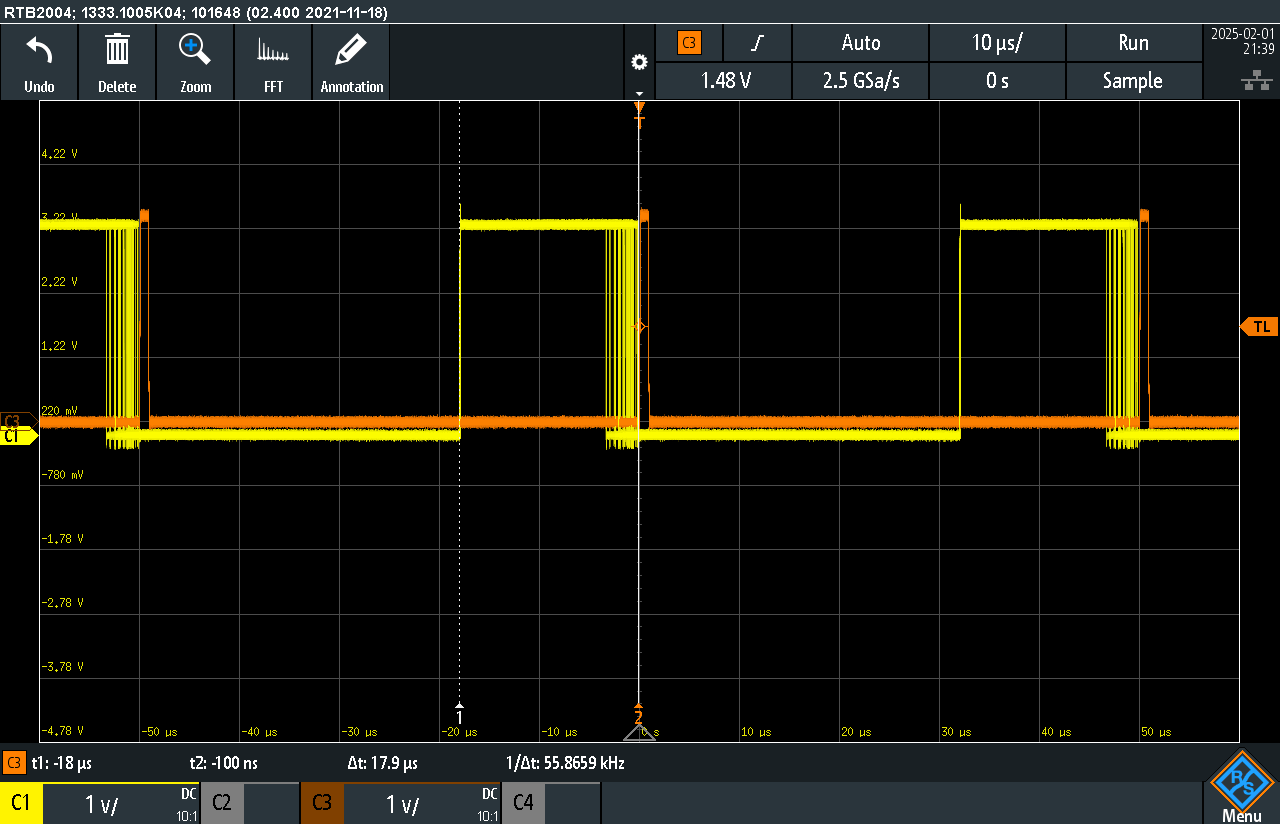 RTB2004; 1333.1005K04; 101648 (02.400 2021-11-18)
Undo
Delete
Zoom
FFT
Annotation
C3
Auto
10 µs/
Run
2025-02-01
21:39
1.48 V
2.5 GSa/s
0 s
Sample
T
4.22 V
3.22 V
2.22 V
1.22 V
220 mV
-780 mV
-1.78 V
-2.78 V
-3.78 V
-4.78 V
TL
C3
C1
1
2
-50 µs
-40 µs
-30 µs
-20 µs
0 s
10 µs
20 µs
30 µs
40 µs
50 µs
C3
t1: -18 µs
t2: -100 ns
Δt: 17.9 µs
1/Δt: 55.8659 kHz
C1
1 V/
DC
10:1
C2
C3
1 V/
DC
10:1
C4
R S
Menu